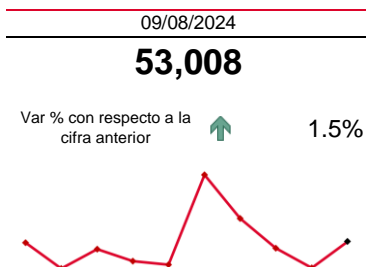 09/08/2024
53,008
Var % con respecto a la
cifra anterior
1.5%